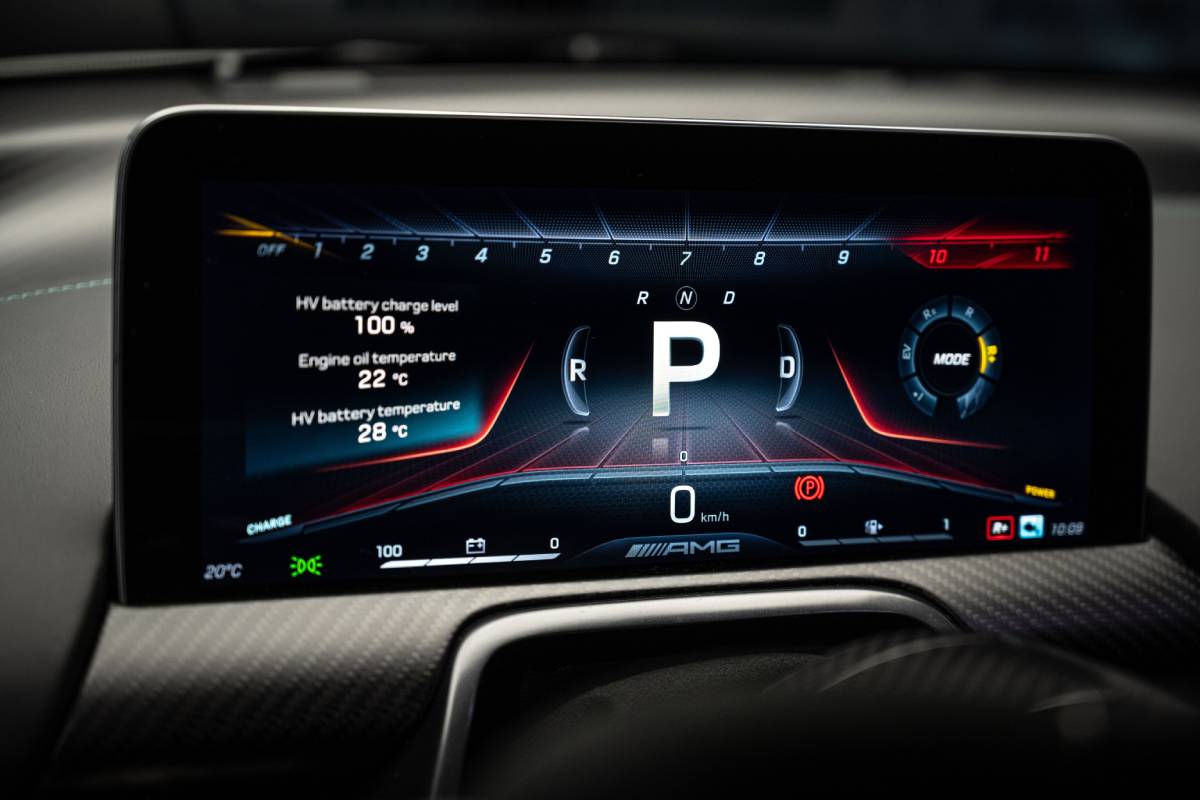 OFF 1 2 3 4 5 6 7 8 9 10 11
R N D
HV battery charge level
100 %
Engine oil temperature
22 °C
HV battery temperature
28 °C
R P D
EV Rs R R+
MODE
0
0 km/h
P
CHARGE
POWER
100 0
AMG
0 1
R+
10:09
20°C